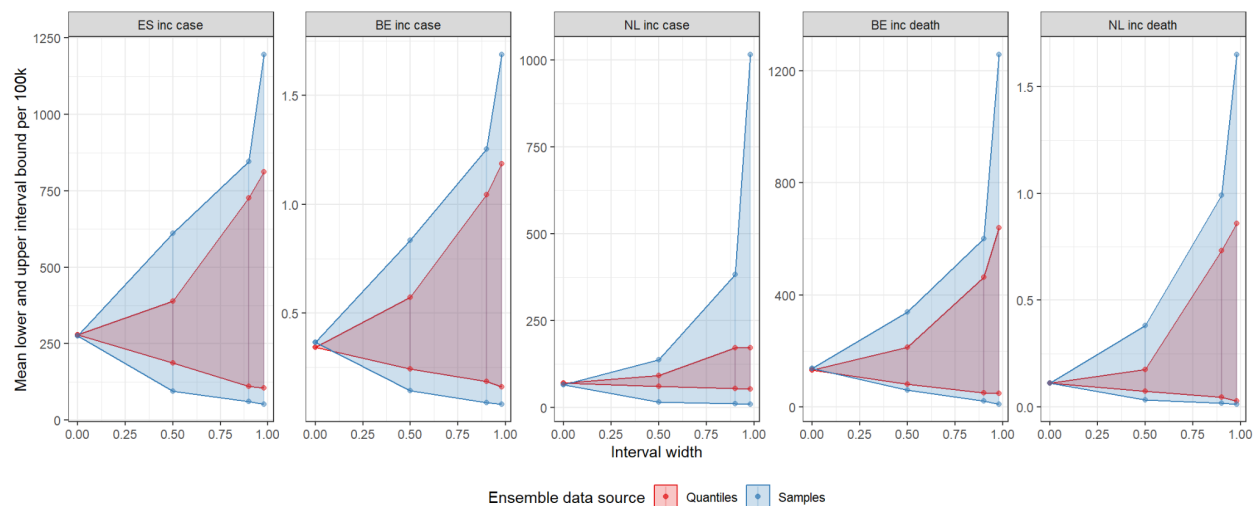 ES inc case
BE inc case
NL inc case
BE inc death
NL inc death
Mean lower and upper interval bound per 100k
1250
1000
750
500
250
0
1.5
1.0
0.5
1000
750
500
250
0
1200
800
400
0
1.5
1.0
0.5
0.0
0.00 0.25 0.50 0.75 1.00
0.00 0.25 0.50 0.75 1.00
0.00 0.25 0.50 0.75 1.00
0.00 0.25 0.50 0.75 1.00
0.00 0.25 0.50 0.75 1.00
Interval width
Ensemble data source Quantiles Samples